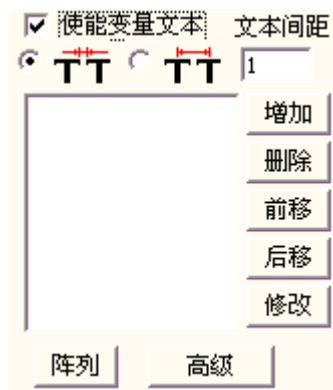 使能变量文本 文本间距
TT TT 1
增加
删除
前移
后移
修改
阵列 高级